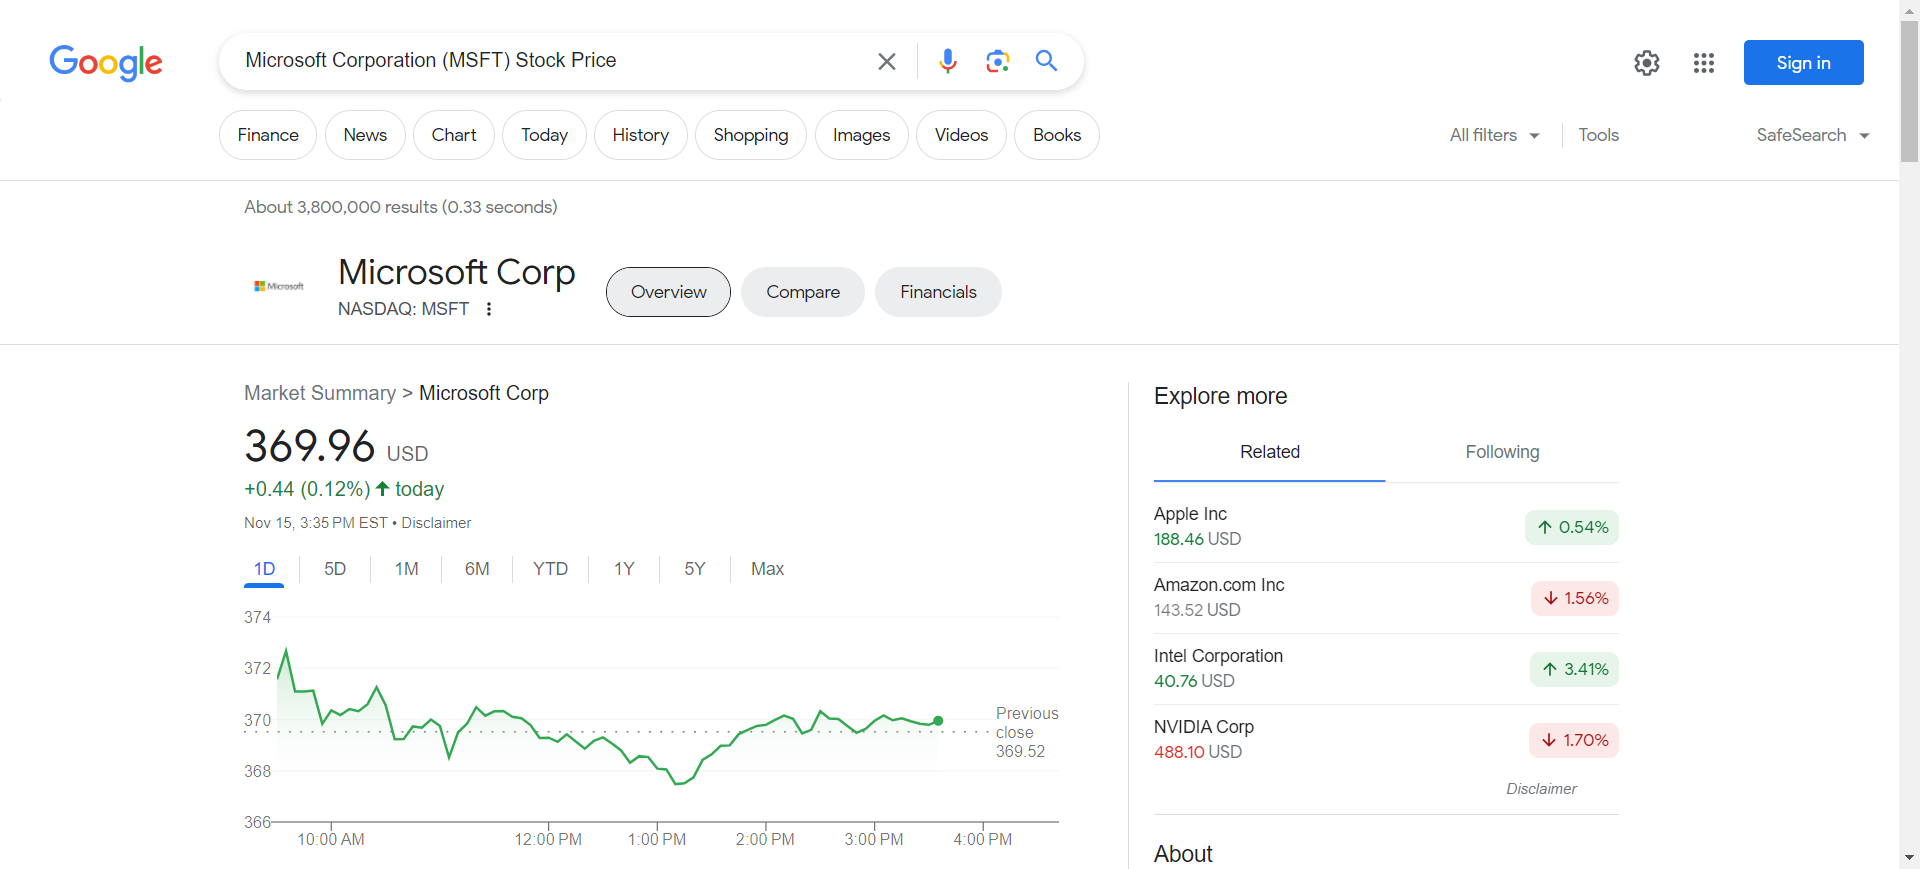 Google
Microsoft Corporation (MSFT) Stock Price
Sign in
Finance
News
Chart
Today
History
Shopping
Images
Videos
Books
All filters
Tools
SafeSearch
About 3,800,000 results (0.33 seconds)
Microsoft
Microsoft Corp
NASDAQ: MSFT
Overview
Compare
Financials
Market Summary > Microsoft Corp
369.96 USD
+0.44 (0.12%) today
Nov 15, 3:35 PM EST • Disclaimer
1D
5D
1M
6M
YTD
1Y
5Y
Max
374
372
370
368
366
Previous
close
369.52
10:00 AM
12:00 PM
1:00 PM
2:00 PM
3:00 PM
4:00 PM
Explore more
Related
Following
Apple Inc
188.46 USD
0.54%
Amazon.com Inc
143.52 USD
1.56%
Intel Corporation
40.76 USD
3.41%
NVIDIA Corp
488.10 USD
1.70%
Disclaimer
About